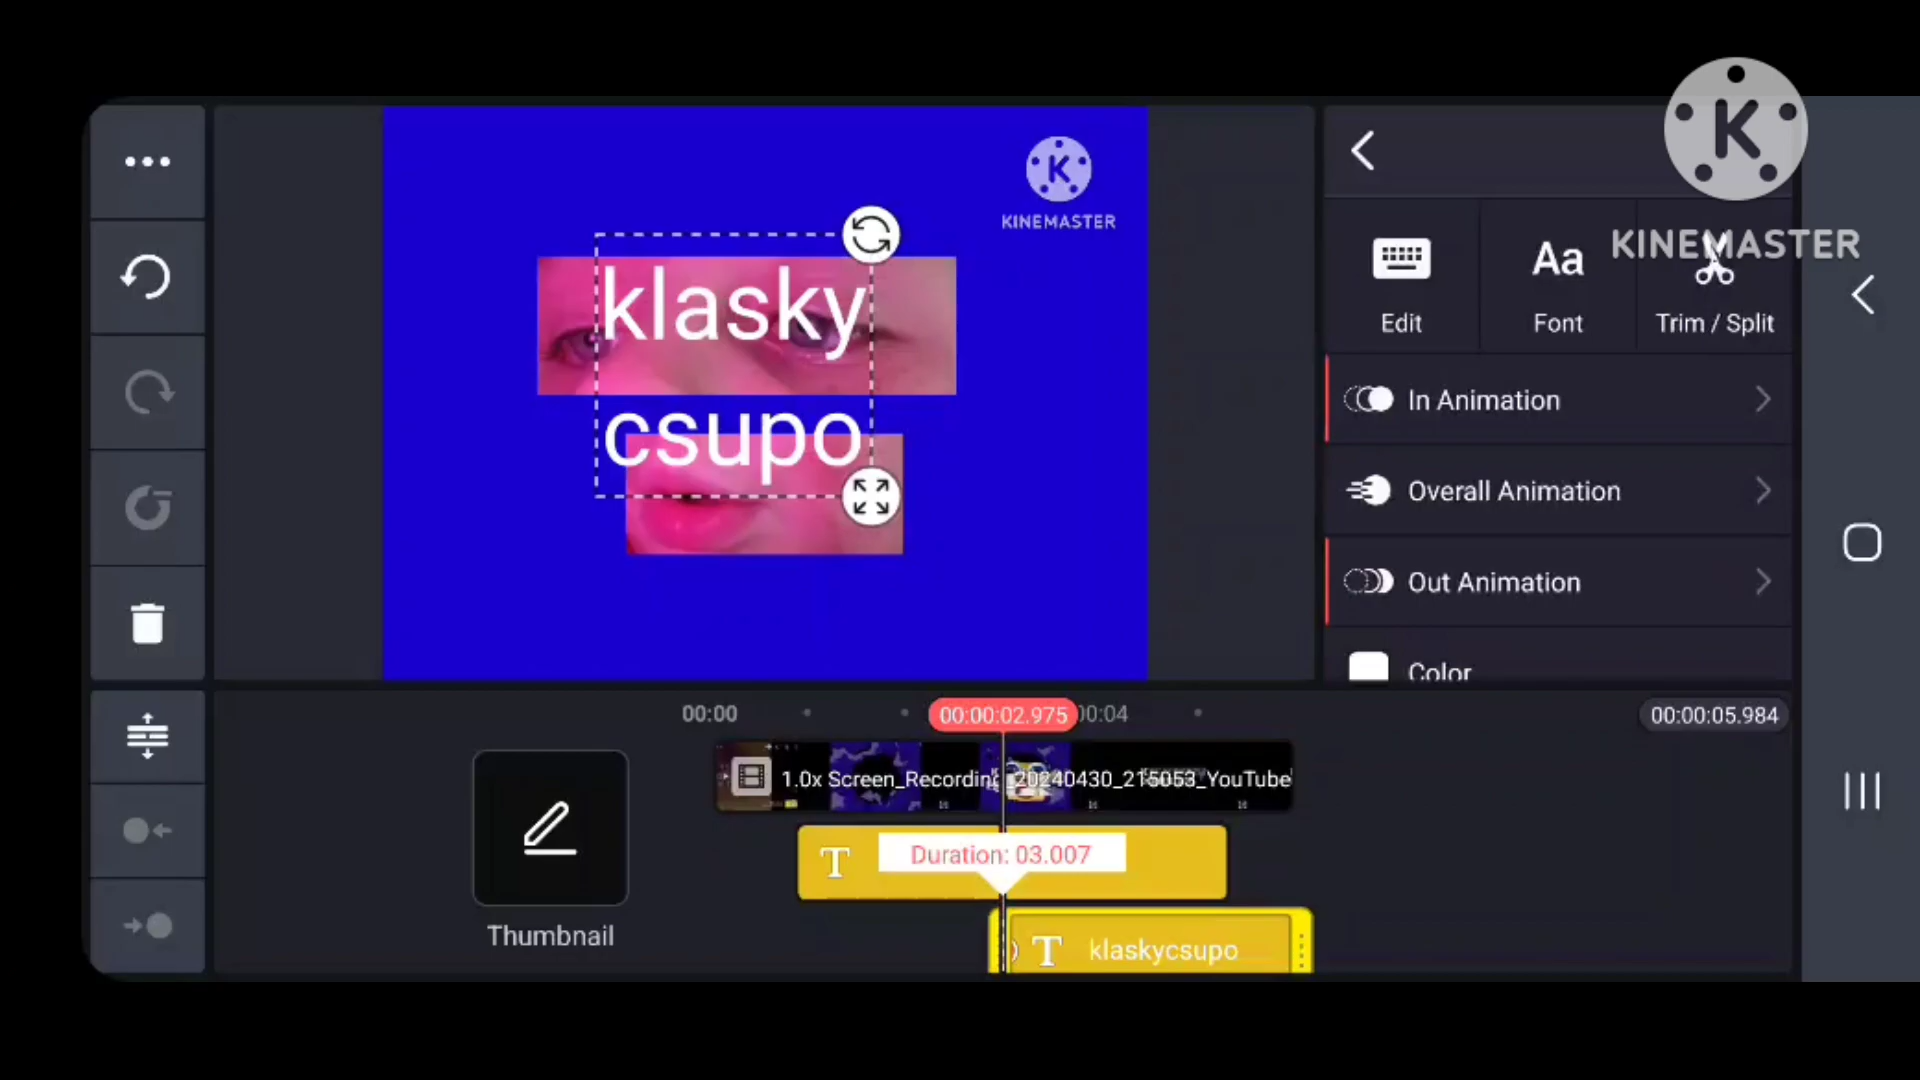 K
KINEMASTER
K
KINEMASTER
klasky
csupo
Edit
Aa
Font
Trim / Split
In Animation
Overall Animation
Out Animation
Color
00:00
00:00:02.975
00:04
00:00:05.984
1.0x Screen_Recording_20240430_215053_YouTube
T
Duration: 03.007
Thumbnail
T klaskycsupo